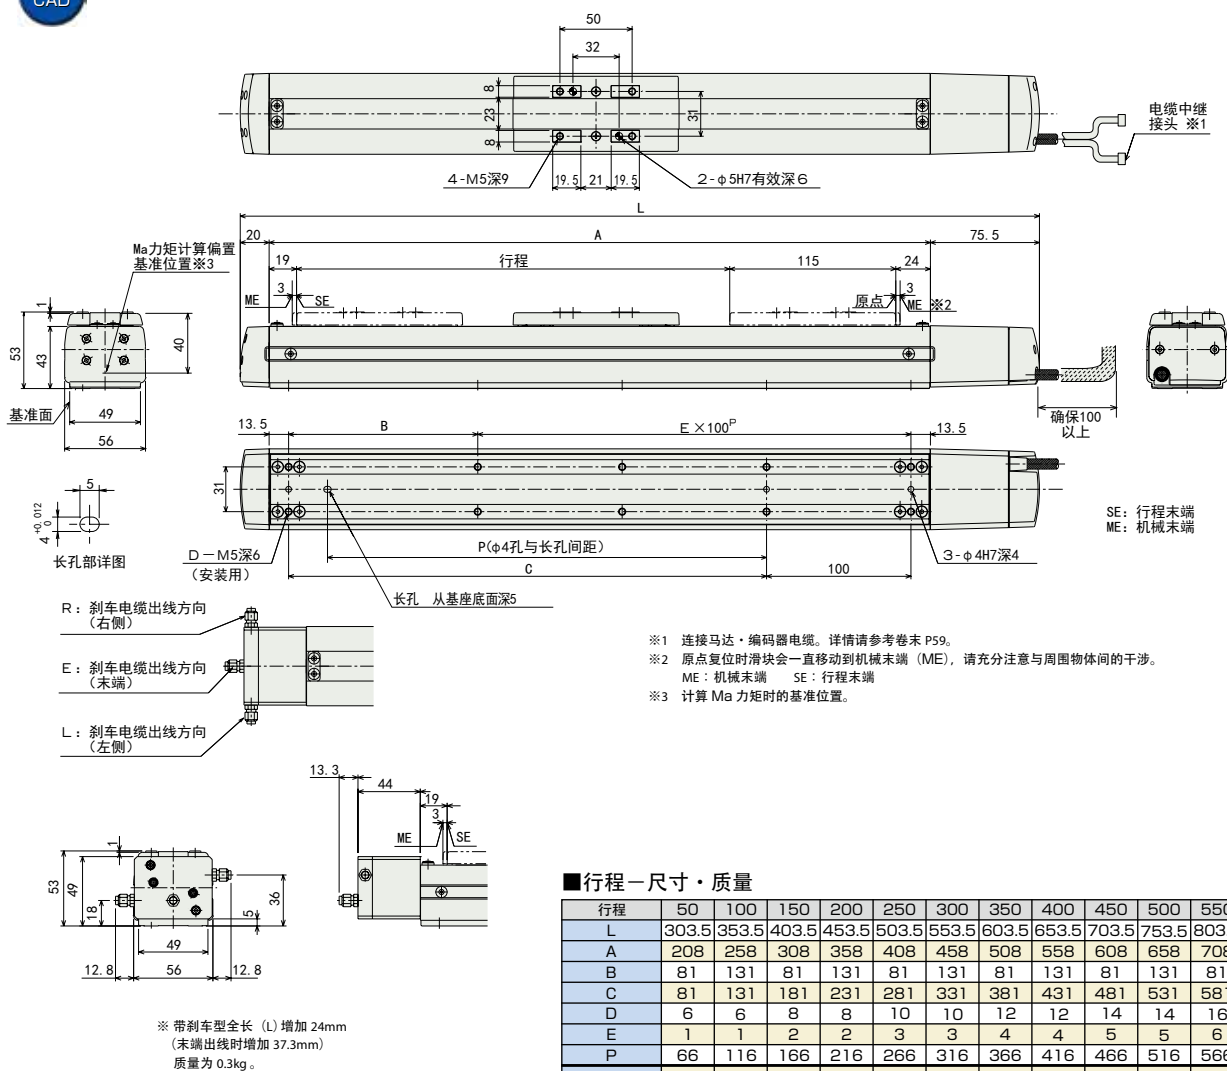 CAD
50
32
8
23
8
31
电缆中继
接头 ※1
4-M5深9
19.5 21 19.5
2-φ5H7有效深6
L
20 A 75.5
Ma力矩计算偏置
基准位置※3
19 行程 115 24
3 3
ME SE 原点 ME ※2
1
53
43
40
基准面
49
56
确保100
以上
13.5 B E×100P 13.5
31
5
4 +0.012 0
长孔部详图
D-M5深6
(安装用)
P(φ4孔与长孔间距)
3-φ4H7深4
C 100
长孔 从基座底面深5
SE: 行程末端
ME: 机械末端
R: 刹车电缆出线方向
(右侧)
E: 刹车电缆出线方向
(末端)
L: 刹车电缆出线方向
(左侧)
※1 连接马达・编码器电缆。详情请参考卷末 P59。
※2 原点复位时滑块会一直移动到机械末端（ME），请充分注意与周围物体间的干涉。
ME：机械末端 SE：行程末端
※3 计算 Ma 力矩时的基准位置。
13.3
44
19
3
ME SE
1
53
49
18
5
36
49
12.8 56 12.8
※ 带刹车型全长（L）增加 24mm
（末端出线时增加 37.3mm）
质量为 0.3kg。
■行程－尺寸・质量
行程 50 100 150 200 250 300 350 400 450 500 550
L 303.5 353.5 403.5 453.5 503.5 553.5 603.5 653.5 703.5 753.5 803.
A 208 258 308 358 408 458 508 558 608 658 708
B 81 131 81 131 81 131 81 131 81 131 81
C 81 131 181 231 281 331 381 431 481 531 581
D 6 6 8 8 10 10 12 12 14 14 16
E 1 1 2 2 3 3 4 4 5 5 6
P 66 116 166 216 266 316 366 416 466 516 566